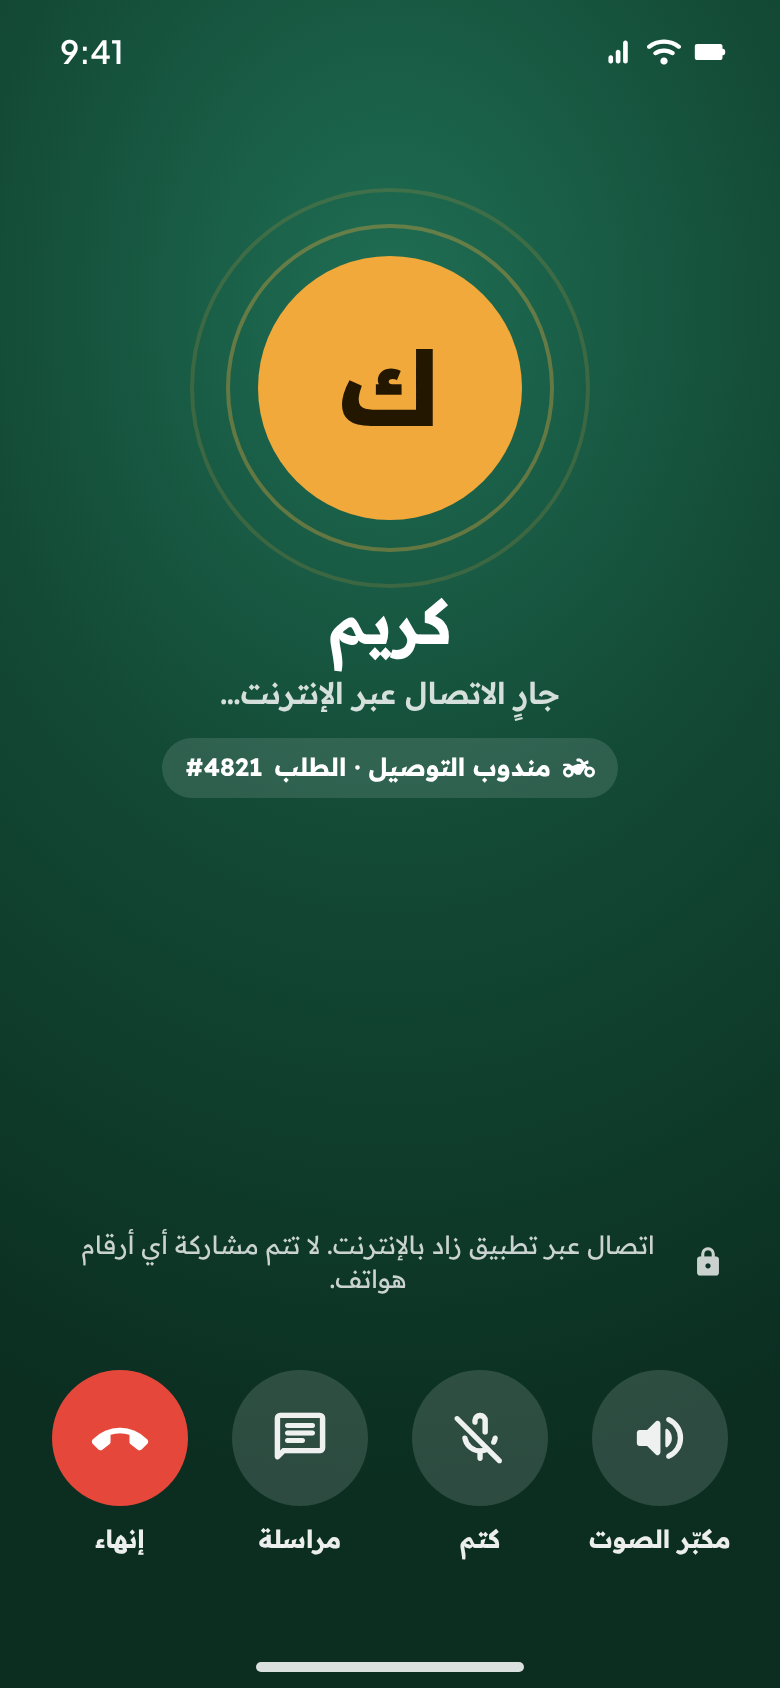 9:41
ك
كريم
جارٍ الاتصال عبر الإنترنت...
مندوب التوصيل · الطلب #4821
اتصال عبر تطبيق زاد بالإنترنت. لا تتم مشاركة أي أرقام
هواتف.
مكبّر الصوت
كتم
مراسلة
إنهاء